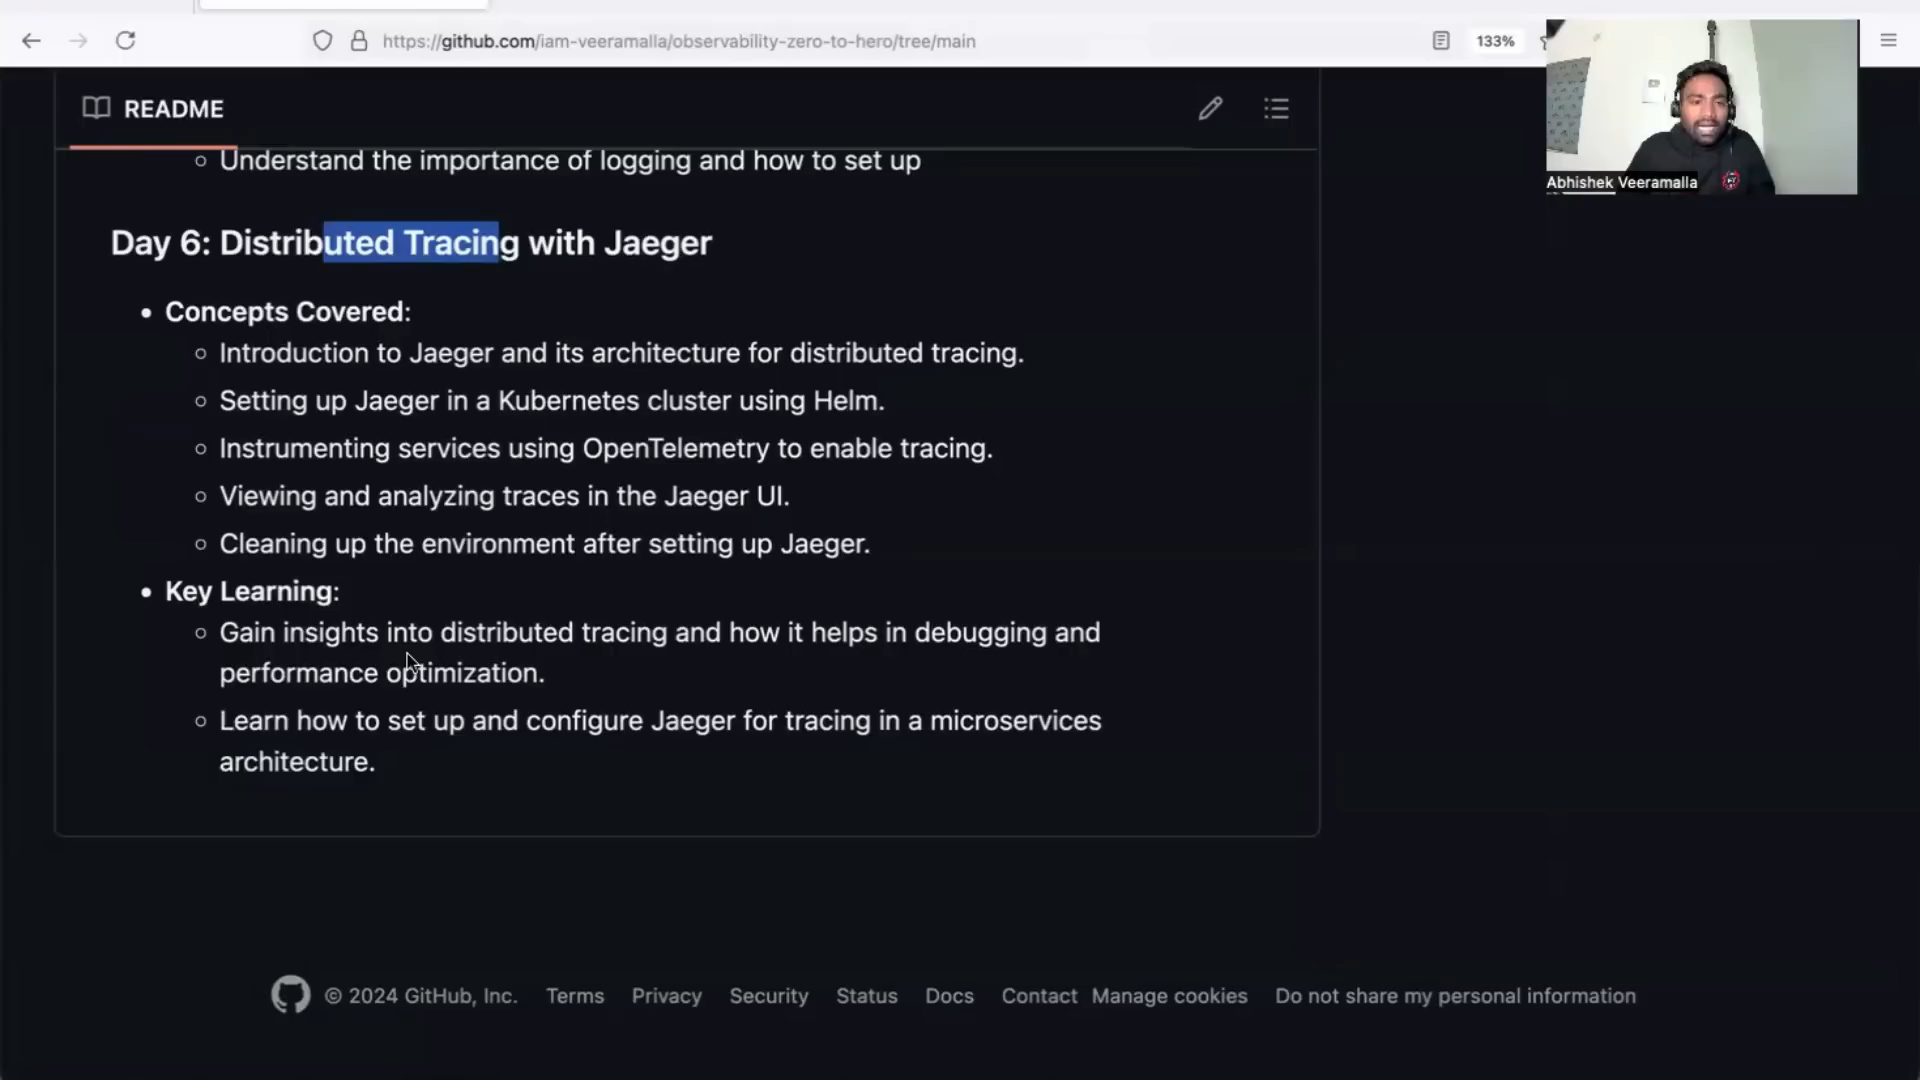 https://github.com/iam-veeramalla/observability-zero-to-hero/tree/main
133%
Abhishek Veeramalla
README
Understand the importance of logging and how to set up
Day 6: Distributed Tracing with Jaeger
• Concepts Covered:
Introduction to Jaeger and its architecture for distributed tracing.
Setting up Jaeger in a Kubernetes cluster using Helm.
Instrumenting services using OpenTelemetry to enable tracing.
Viewing and analyzing traces in the Jaeger UI.
Cleaning up the environment after setting up Jaeger.
• Key Learning:
Gain insights into distributed tracing and how it helps in debugging and
performance optimization.
Learn how to set up and configure Jaeger for tracing in a microservices
architecture.
© 2024 GitHub, Inc. Terms Privacy Security Status Docs Contact Manage cookies Do not share my personal information